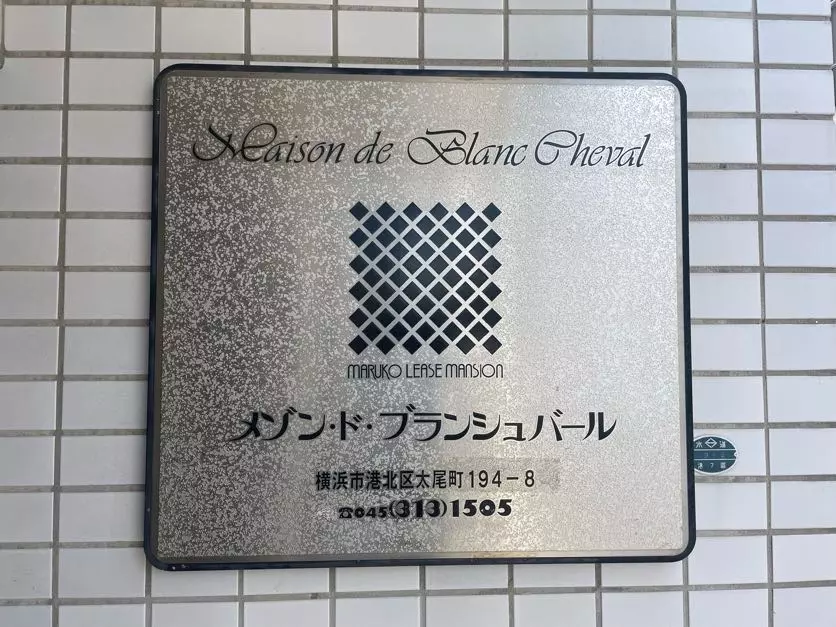 Maison de Blanc Cheval
MARUKO LEASE MANSION
メゾン・ド・ブランシュバール
横浜市港北区太尾町194－8
☎045(313)1505